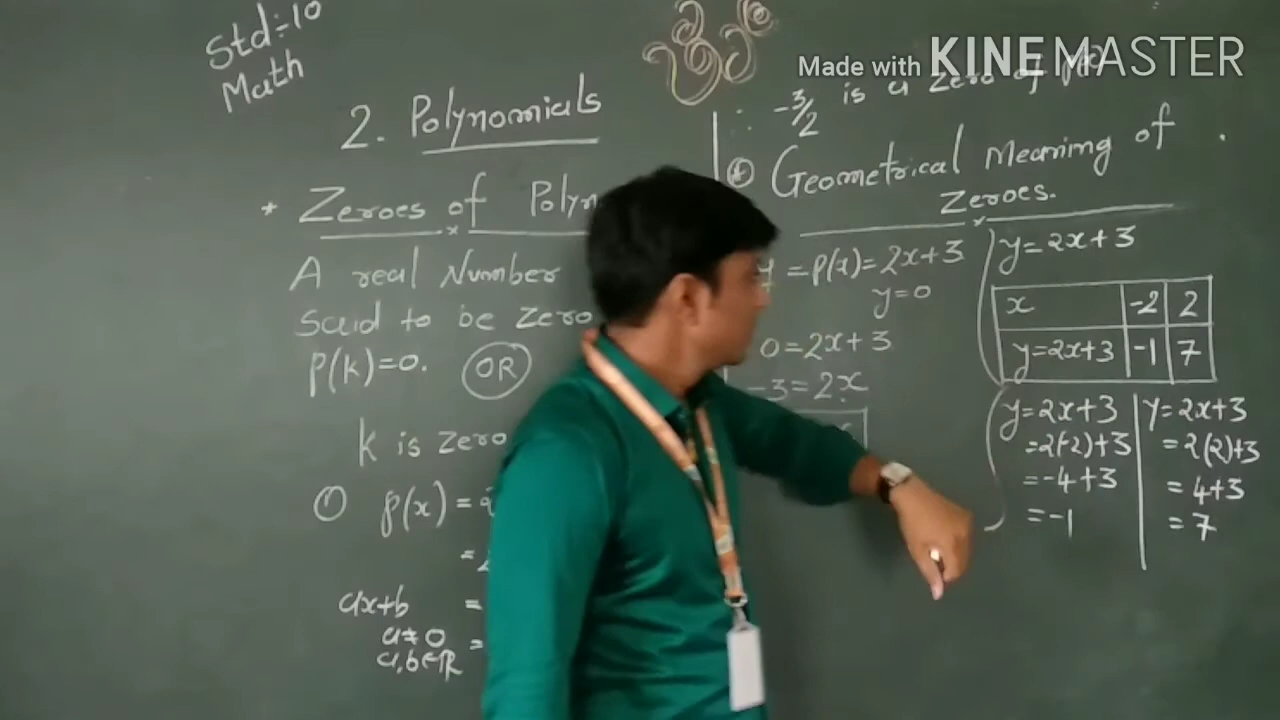 Std:-10
Math
2. Polynomials
* Zeroes of Polyn
A real Number
Said to be Zero
P(k)=0. OR
k is Zero
① p(x) =
=
ax+b =
a≠0 =
a,b∈R
Made with KINEMASTER
∴ -3/2 is a zero of p(x)
Geometrical Meaning of
Zeroes.
y = P(x) = 2x+3
y=0
0=2x+3
-3=2x
y=2x+3
x -2 2
y=2x+3 -1 7
y=2x+3 y=2x+3
=2(-2)+3 =2(2)+3
=-4+3 =4+3
=-1 =7